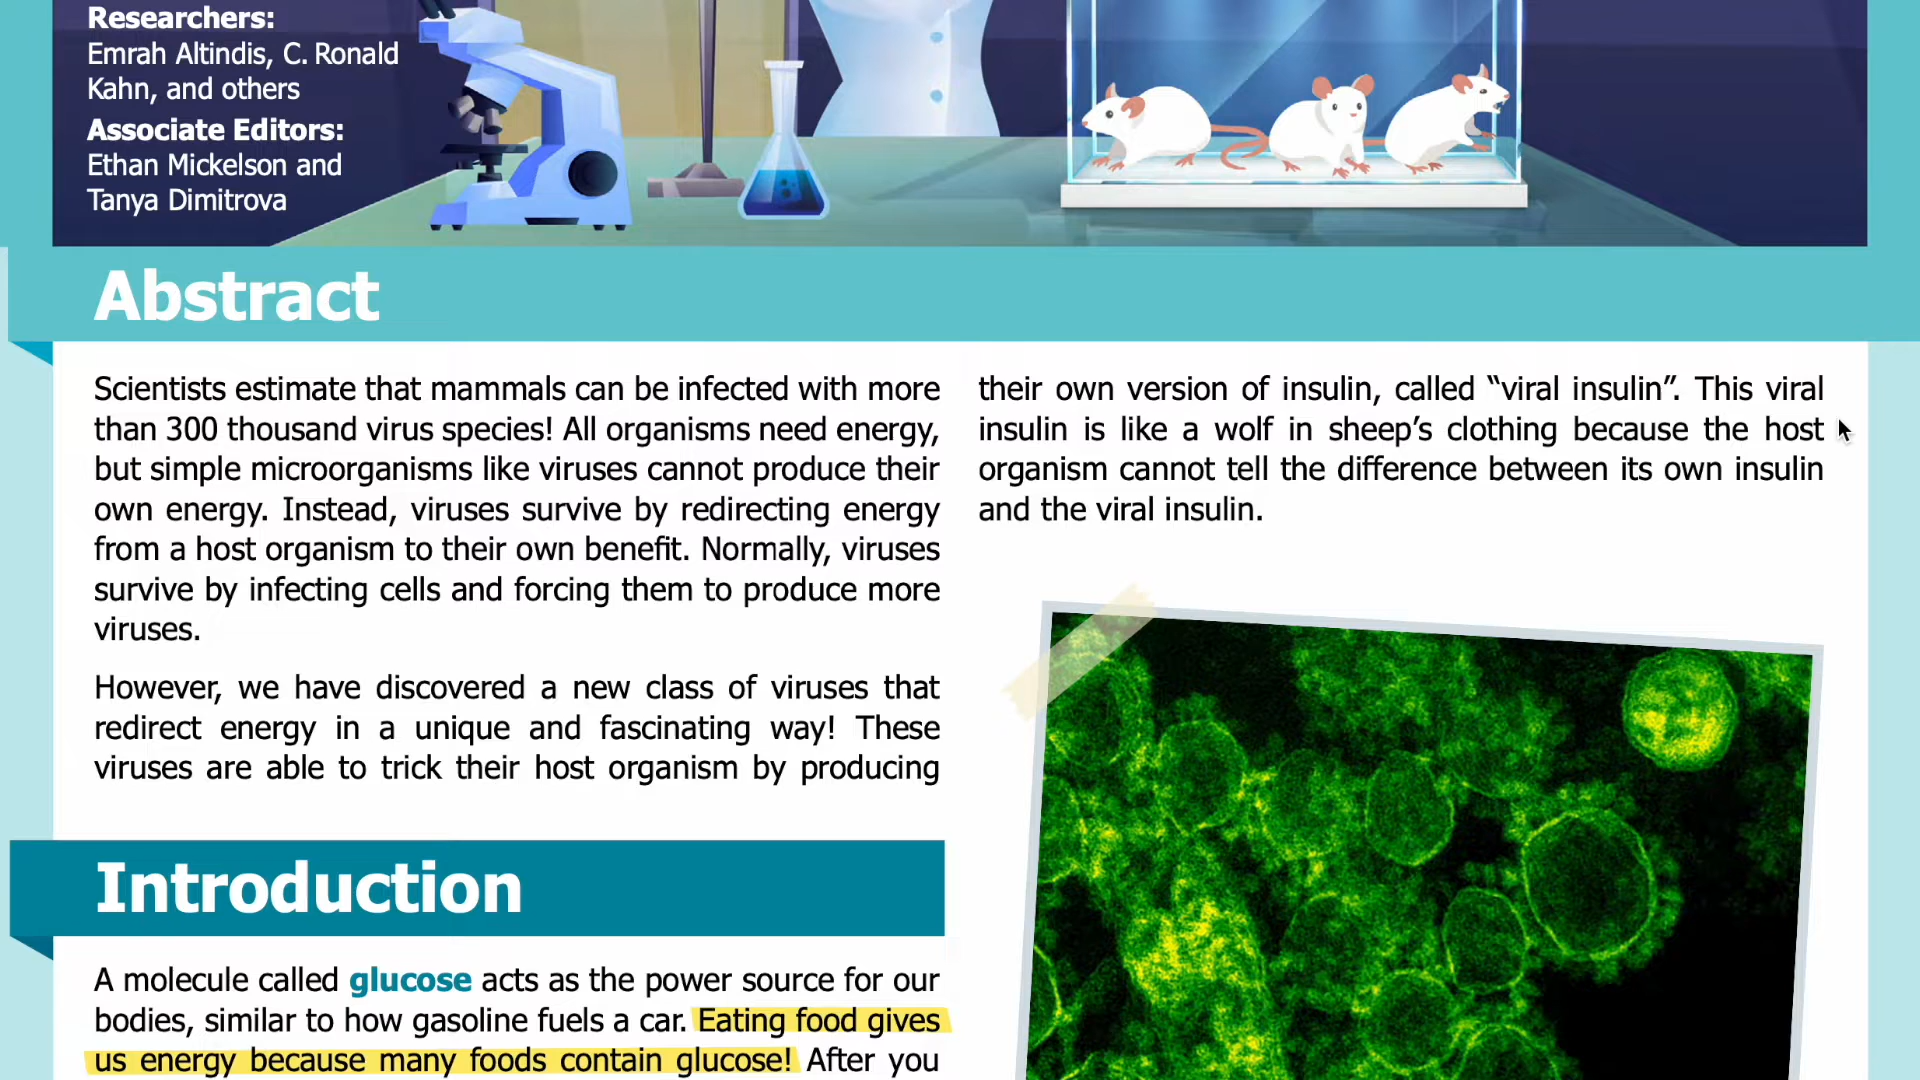 Researchers:
Emrah Altindis, C. Ronald
Kahn, and others
Associate Editors:
Ethan Mickelson and
Tanya Dimitrova
Abstract
Scientists estimate that mammals can be infected with more
than 300 thousand virus species! All organisms need energy,
but simple microorganisms like viruses cannot produce their
own energy. Instead, viruses survive by redirecting energy
from a host organism to their own benefit. Normally, viruses
survive by infecting cells and forcing them to produce more
viruses.
However, we have discovered a new class of viruses that
redirect energy in a unique and fascinating way! These
viruses are able to trick their host organism by producing
their own version of insulin, called “viral insulin”. This viral
insulin is like a wolf in sheep’s clothing because the host
organism cannot tell the difference between its own insulin
and the viral insulin.
Introduction
A molecule called glucose acts as the power source for our
bodies, similar to how gasoline fuels a car. Eating food gives
us energy because many foods contain glucose! After you